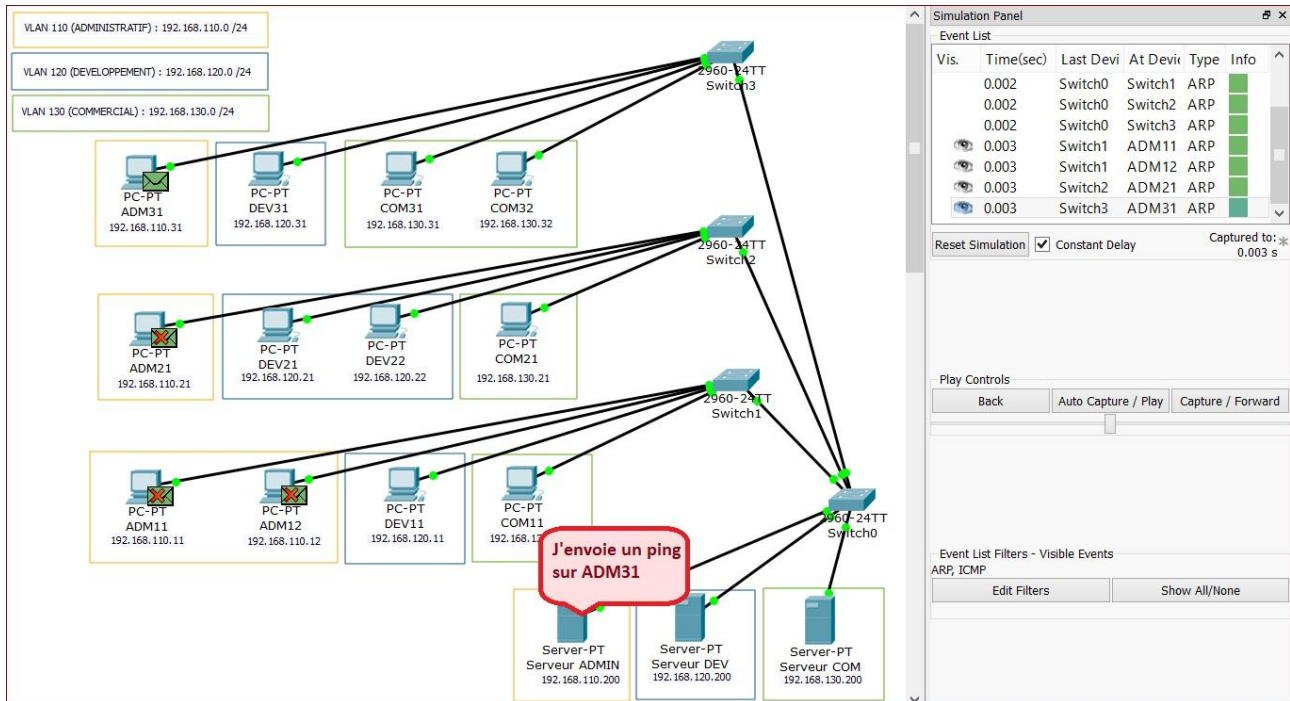 VLAN 110 (ADMINISTRATIF) : 192.168.110.0 /24
VLAN 120 (DEVELOPPEMENT) : 192.168.120.0 /24
VLAN 130 (COMMERCIAL) : 192.168.130.0 /24
2960-24TT
Switch3
PC-PT
ADM31
192.168.110.31
PC-PT
DEV31
192.168.120.31
PC-PT
COM31
192.168.130.31
PC-PT
COM32
192.168.130.32
2960-24TT
Switch2
PC-PT
ADM21
192.168.110.21
PC-PT
DEV21
192.168.120.21
PC-PT
DEV22
192.168.120.22
PC-PT
COM21
192.168.130.21
2960-24TT
Switch1
PC-PT
ADM11
192.168.110.11
PC-PT
ADM12
192.168.110.12
PC-PT
DEV11
192.168.120.11
PC-PT
COM11
2960-24TT
Switch0
J'envoie un ping
sur ADM31
Server-PT
Serveur ADMIN
192.168.110.200
Server-PT
Serveur DEV
192.168.120.200
Server-PT
Serveur COM
192.168.130.200
Simulation Panel
Event List
Vis. Time(sec) Last Devi At Devic Type Info
0.002 Switch0 Switch1 ARP
0.002 Switch0 Switch2 ARP
0.002 Switch0 Switch3 ARP
0.003 Switch1 ADM11 ARP
0.003 Switch1 ADM12 ARP
0.003 Switch2 ADM21 ARP
0.003 Switch3 ADM31 ARP
Reset Simulation Constant Delay Captured to: *
0.003 s
Play Controls
Back Auto Capture / Play Capture / Forward
Event List Filters - Visible Events
ARP, ICMP
Edit Filters Show All/None